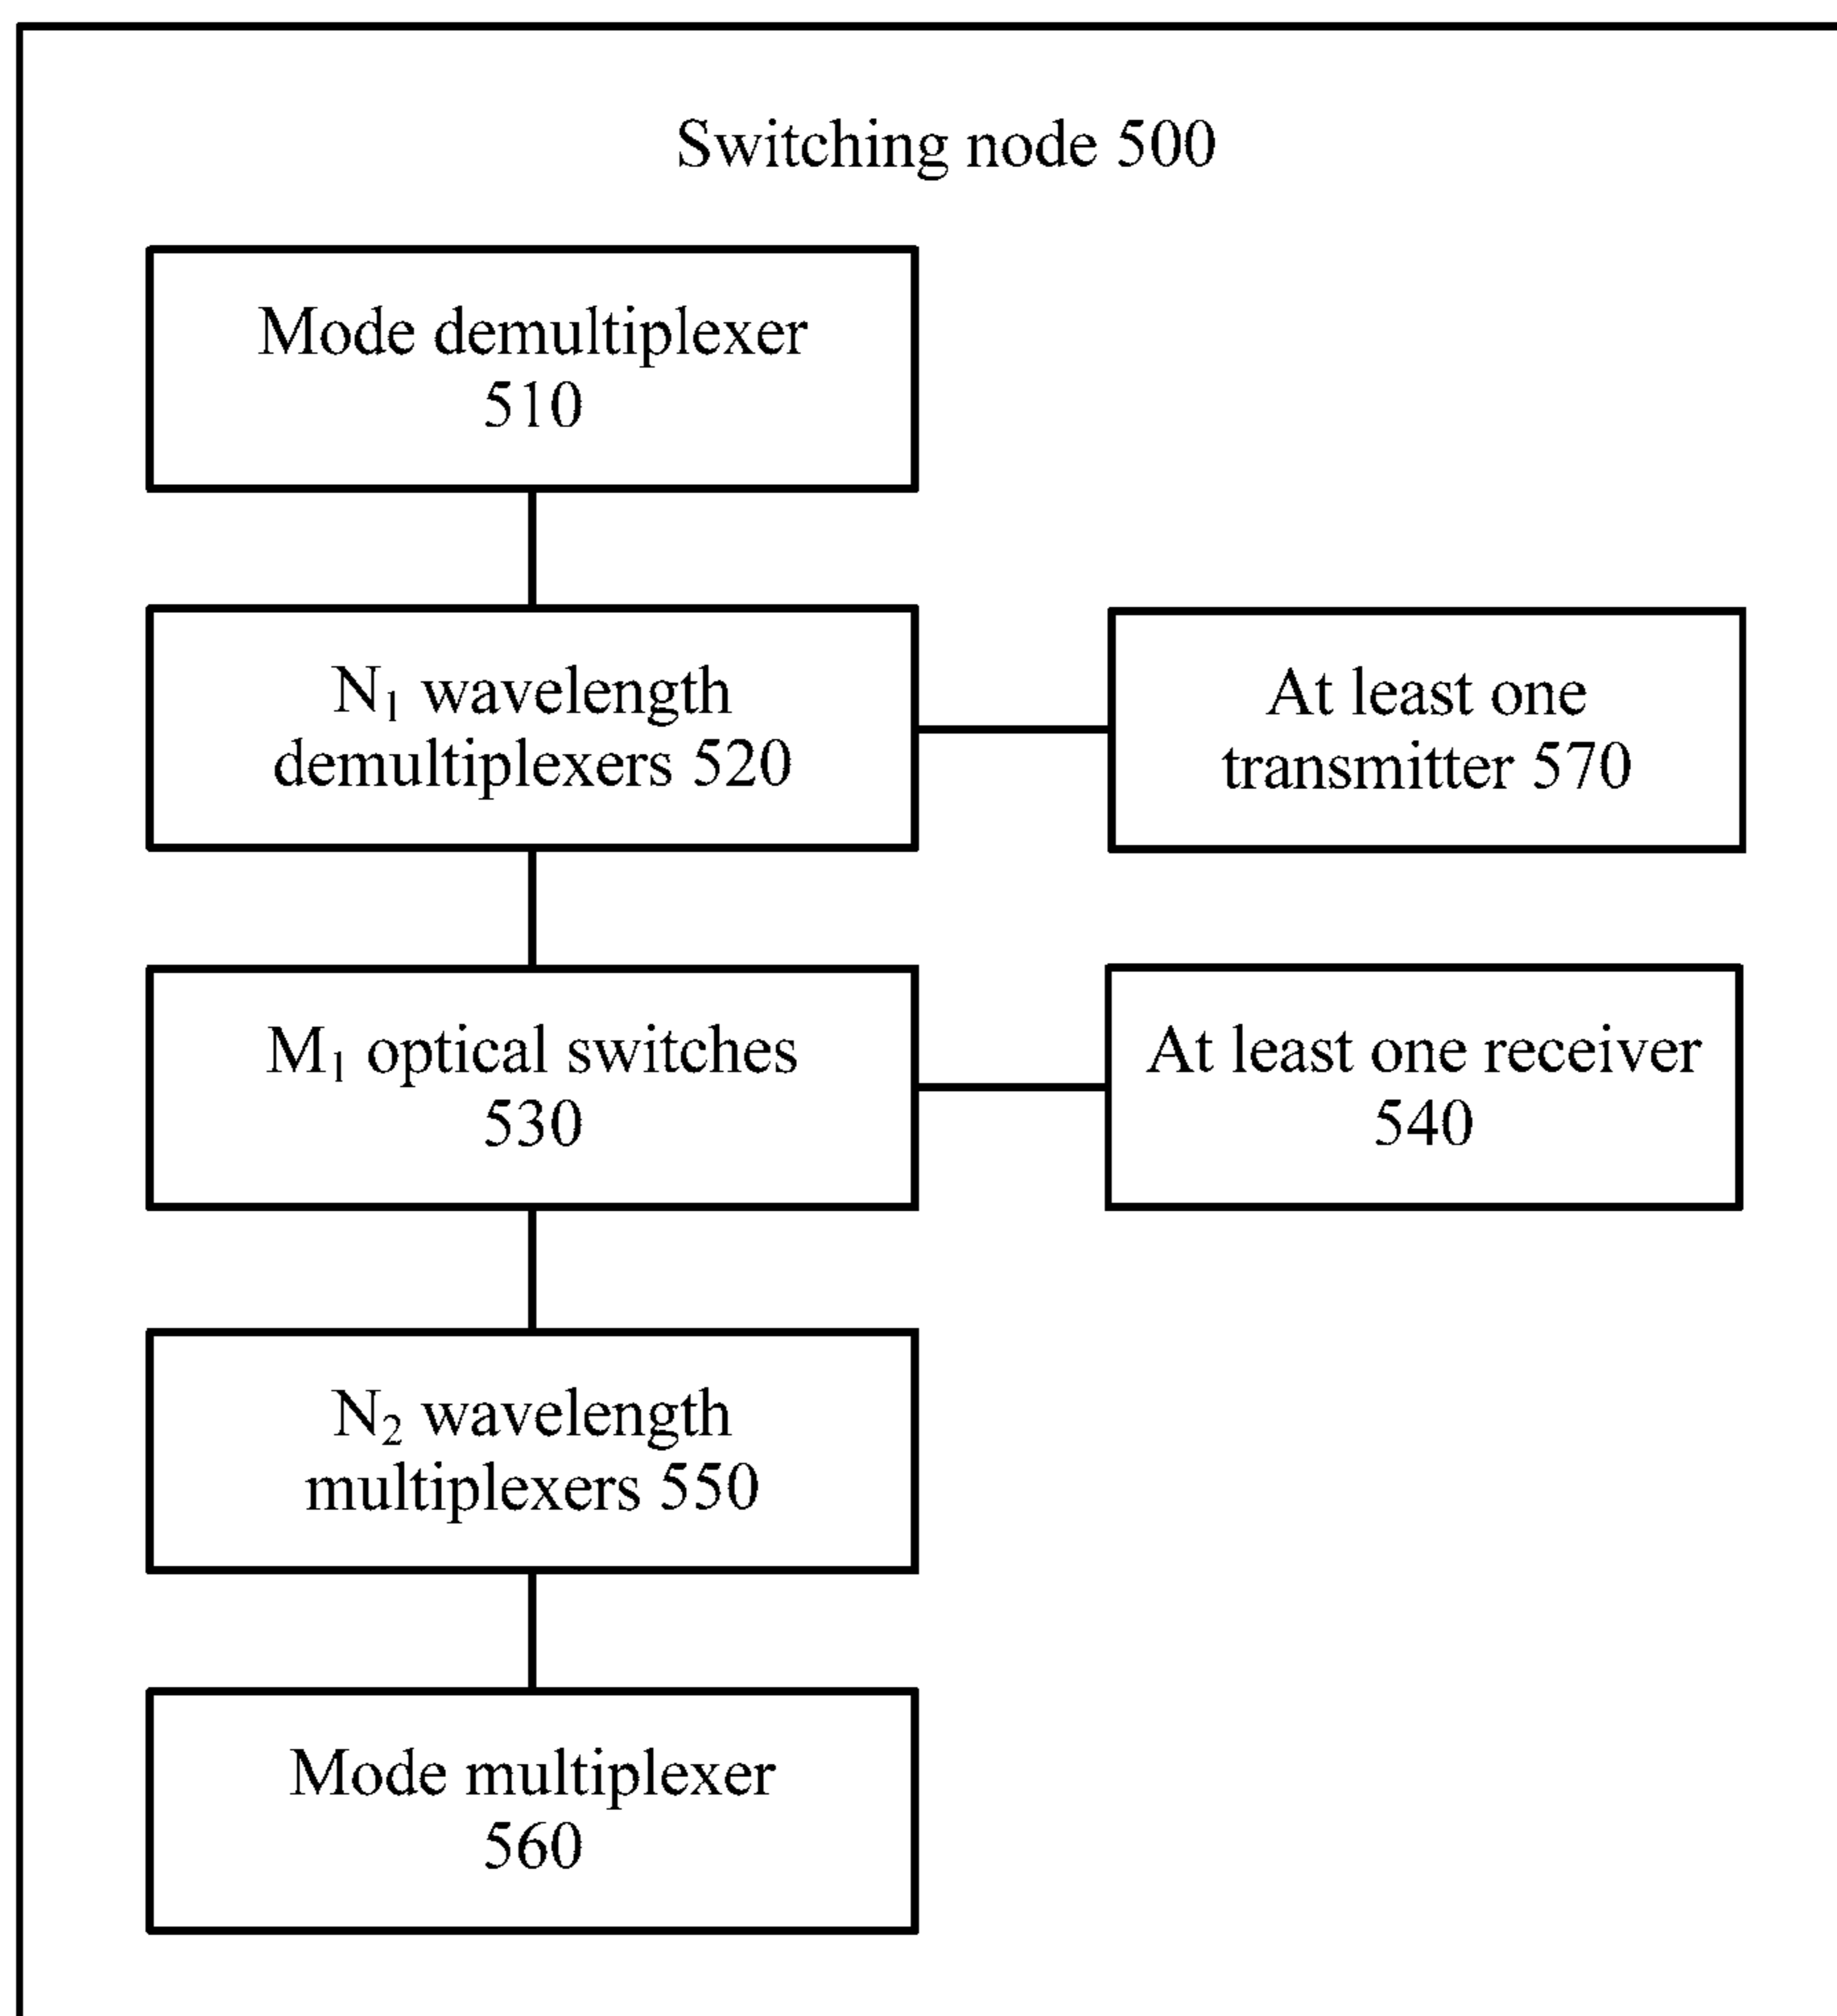 Switching node 500
Mode demultiplexer
510
N₁ wavelength
demultiplexers 520
At least one
transmitter 570
M₁ optical switches
530
At least one receiver
540
N₂ wavelength
multiplexers 550
Mode multiplexer
560